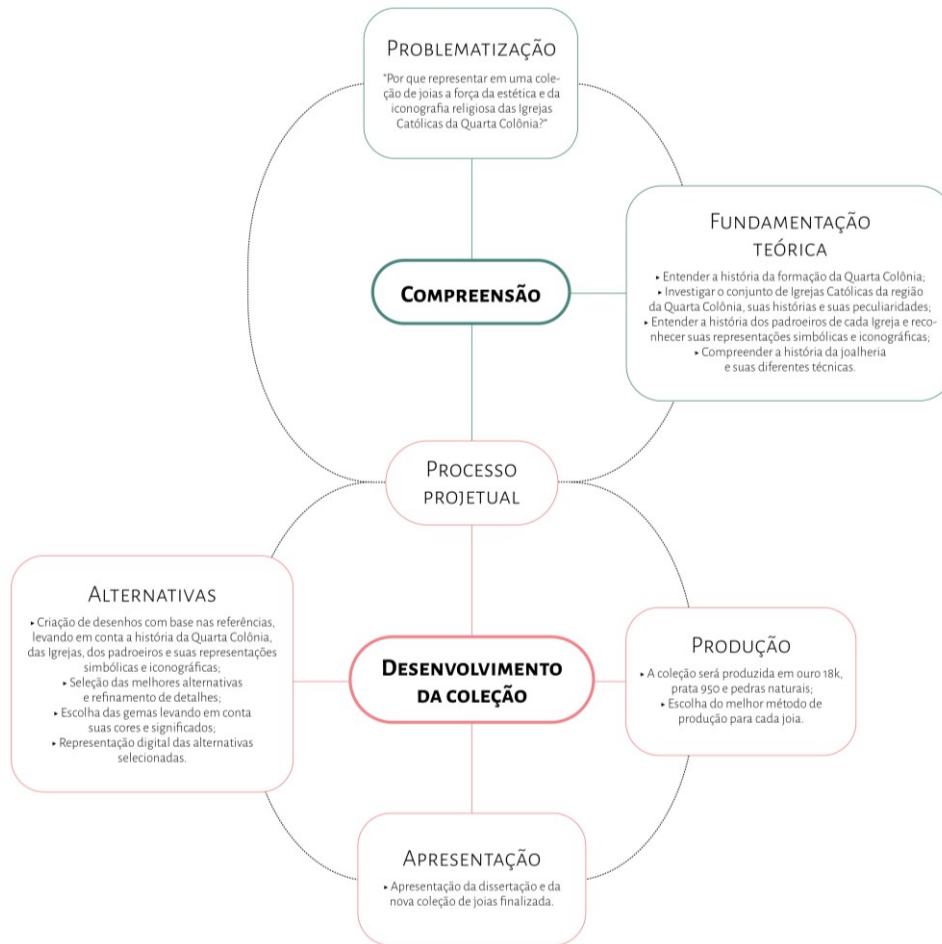 PROBLEMATIZAÇÃO
"Por que representar em uma cole-
ção de joias a força da estética e da
iconografia religiosa das Igrejas
Católicas da Quarta Colônia?"
FUNDAMENTAÇÃO
TEÓRICA
▸ Entender a história da formação da Quarta Colônia;
▸ Investigar o conjunto de Igrejas Católicas da região
da Quarta Colônia, suas histórias e suas peculiaridades;
▸ Entender a história dos padroeiros de cada Igreja e reco-
nhecer suas representações simbólicas e iconográficas;
▸ Compreender a história da joalheria
e suas diferentes técnicas.
COMPREENSÃO
PROCESSO
PROJETUAL
ALTERNATIVAS
▸ Criação de desenhos com base nas referências,
levando em conta a história da Quarta Colônia,
das Igrejas, dos padroeiros e suas representações
simbólicas e iconográficas;
▸ Seleção das melhores alternativas
e refinamento de detalhes;
▸ Escolha das gemas levando em conta
suas cores e significados;
▸ Representação digital das alternativas
selecionadas.
DESENVOLVIMENTO
DA COLEÇÃO
PRODUÇÃO
▸ A coleção será produzida em ouro 18k,
prata 950 e pedras naturais;
▸ Escolha do melhor método de
produção para cada joia.
APRESENTAÇÃO
▸ Apresentação da dissertação e da
nova coleção de joias finalizada.